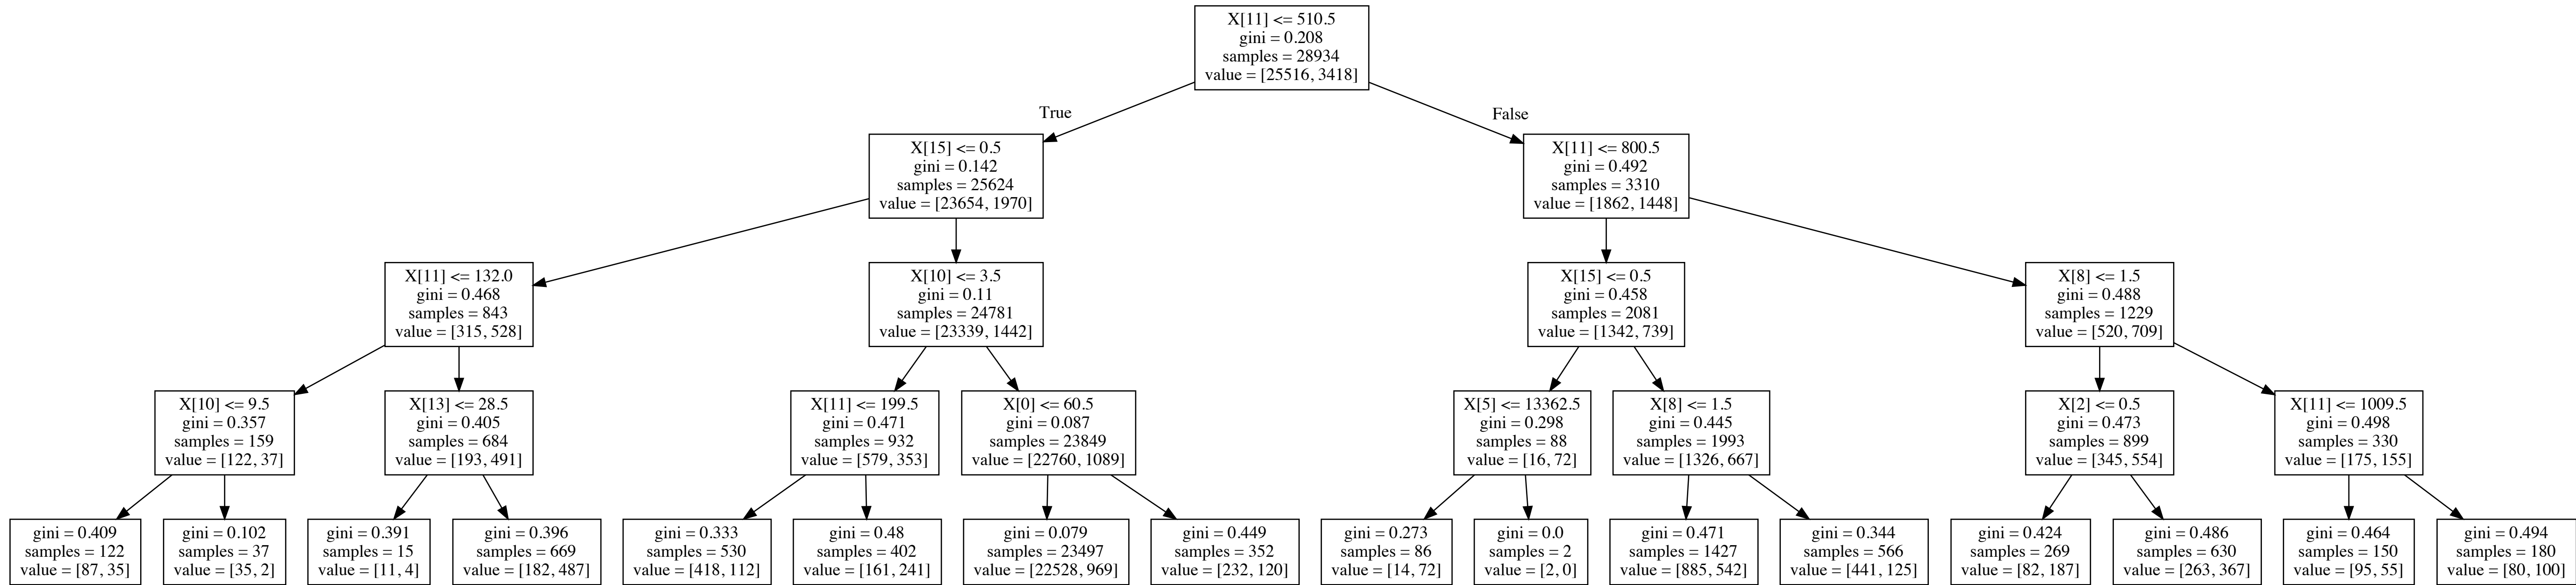 X[11] <= 510.5
gini = 0.208
samples = 28934
value = [25516, 3418]
True
False
X[15] <= 0.5
gini = 0.142
samples = 25624
value = [23654, 1970]
X[11] <= 800.5
gini = 0.492
samples = 3310
value = [1862, 1448]
X[11] <= 132.0
gini = 0.468
samples = 843
value = [315, 528]
X[10] <= 3.5
gini = 0.11
samples = 24781
value = [23339, 1442]
X[15] <= 0.5
gini = 0.458
samples = 2081
value = [1342, 739]
X[8] <= 1.5
gini = 0.488
samples = 1229
value = [520, 709]
X[10] <= 9.5
gini = 0.357
samples = 159
value = [122, 37]
X[13] <= 28.5
gini = 0.405
samples = 684
value = [193, 491]
X[11] <= 199.5
gini = 0.471
samples = 932
value = [579, 353]
X[0] <= 60.5
gini = 0.087
samples = 23849
value = [22760, 1089]
X[5] <= 13362.5
gini = 0.298
samples = 88
value = [16, 72]
X[8] <= 1.5
gini = 0.445
samples = 1993
value = [1326, 667]
X[2] <= 0.5
gini = 0.473
samples = 899
value = [345, 554]
X[11] <= 1009.5
gini = 0.498
samples = 330
value = [175, 155]
gini = 0.409
samples = 122
value = [87, 35]
gini = 0.102
samples = 37
value = [35, 2]
gini = 0.391
samples = 15
value = [11, 4]
gini = 0.396
samples = 669
value = [182, 487]
gini = 0.333
samples = 530
value = [418, 112]
gini = 0.48
samples = 402
value = [161, 241]
gini = 0.079
samples = 23497
value = [22528, 969]
gini = 0.449
samples = 352
value = [232, 120]
gini = 0.273
samples = 86
value = [14, 72]
gini = 0.0
samples = 2
value = [2, 0]
gini = 0.471
samples = 1427
value = [885, 542]
gini = 0.344
samples = 566
value = [441, 125]
gini = 0.424
samples = 269
value = [82, 187]
gini = 0.486
samples = 630
value = [263, 367]
gini = 0.464
samples = 150
value = [95, 55]
gini = 0.494
samples = 180
value = [80, 100]